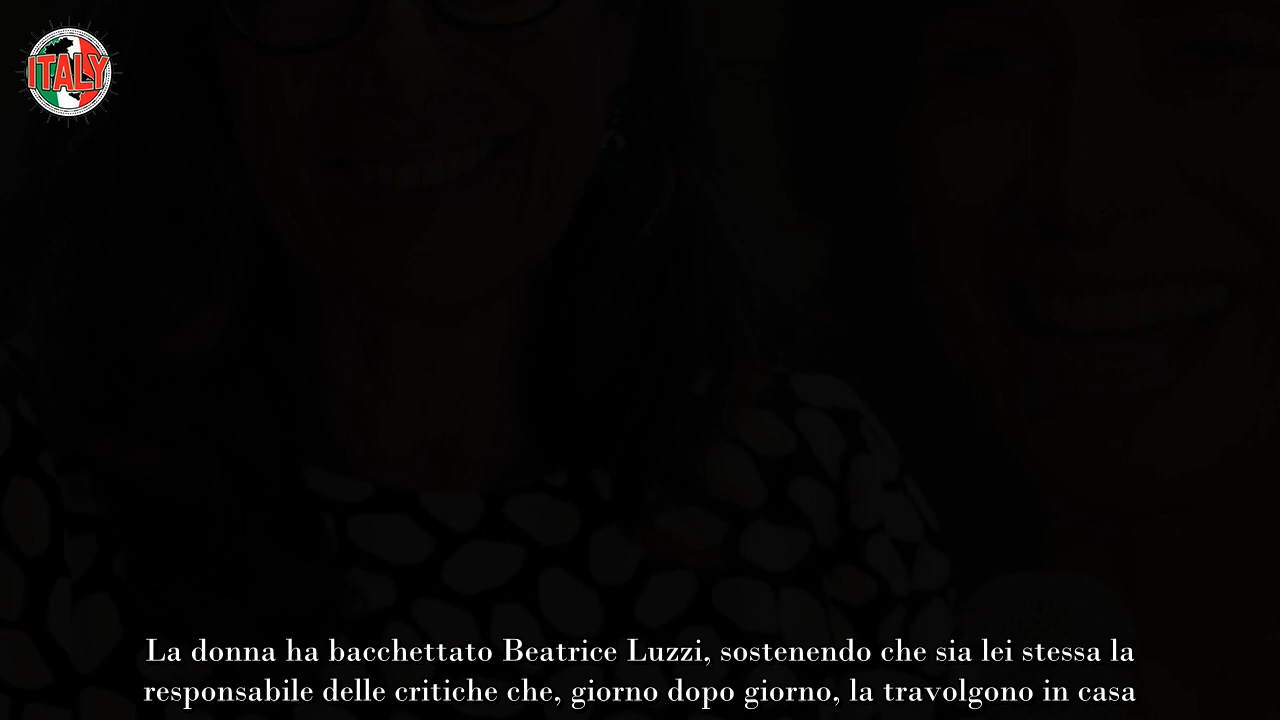 ITALY
La donna ha bacchettato Beatrice Luzzi, sostenendo che sia lei stessa la
responsabile delle critiche che, giorno dopo giorno, la travolgono in casa